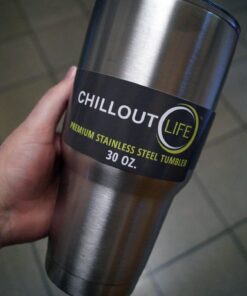 CHILLOUT LIFE
PREMIUM STAINLESS STEEL TUMBLER
30 OZ.